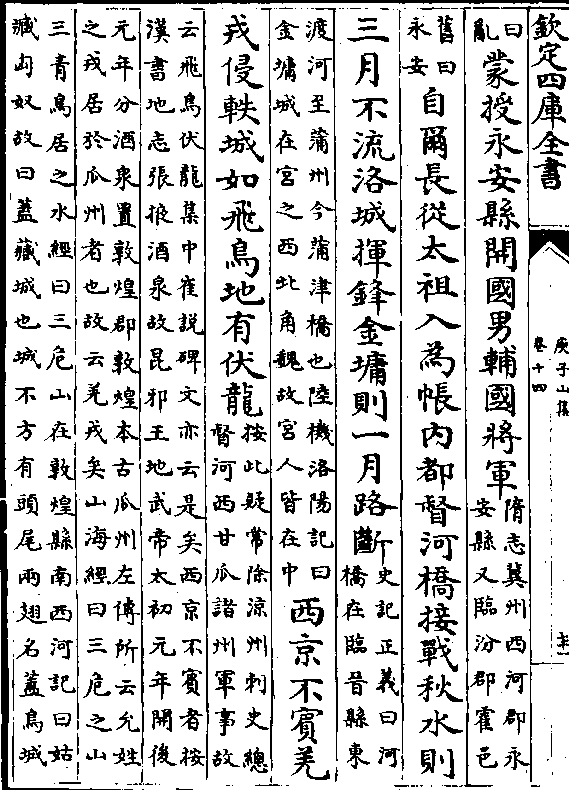 欽定四庫全書
庾子山集
卷十四
曰
亂
蒙授永安縣開國男輔國將軍
隋志冀州西河郡永
安縣又臨汾郡霍邑
舊曰
永安
自爾長從太祖入為帳内都督河橋接戰秋水則
三月不流洛城揮鋒金墉則一月路斷
史記正義曰河
橋在臨晉縣東
渡河至蒲州今蒲津橋也陸機洛陽記曰
金墉城在宮之西北角魏故宮人皆在中
西京不賓羌
戎侵軼城如飛鳥地有伏龍
按此疑常除涼州刺史總
督河西甘瓜諸州軍事故
云飛鳥伏龍集中崔説碑文亦云是矣西京不賓者按
漢書地志張掖酒泉故昆邪王地武帝太初元年開後
元年分酒泉置敦煌郡敦煌本古瓜州左傳所云允姓
之戎居於瓜州者也故云羌戎矣山海經曰三危之山
三青鳥居之水經曰三危山在敦煌縣南西河記曰姑
臧匈奴故曰蓋藏城也城不方有頭尾兩翅名蓋鳥城